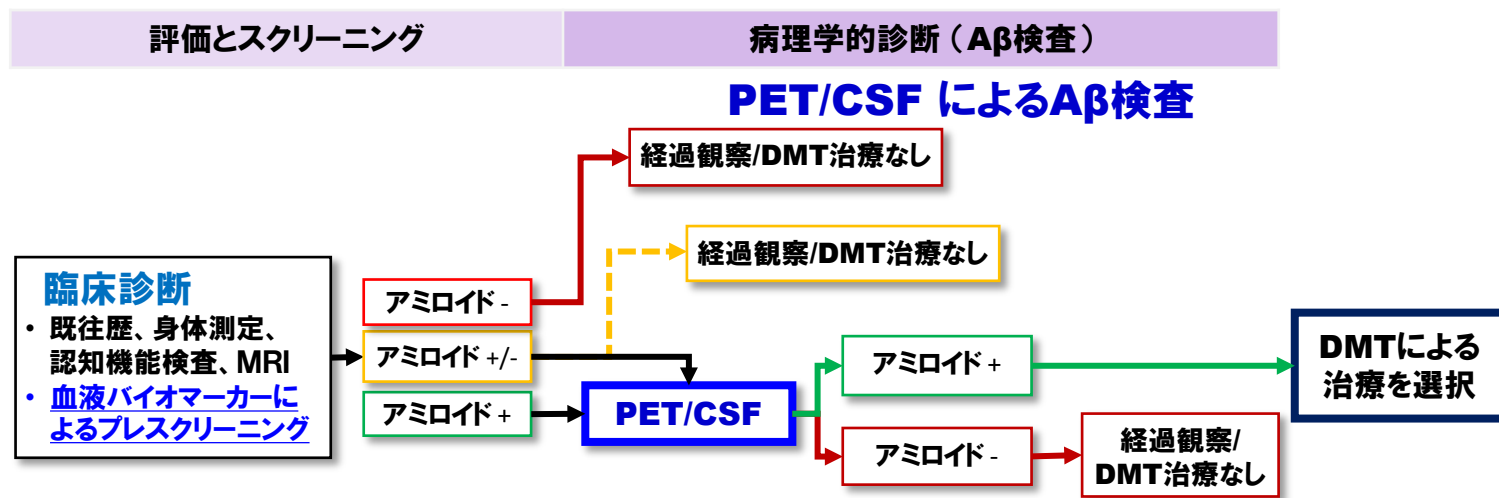 評価とスクリーニング
病理学的診断（Aβ検査）
PET/CSF によるAβ検査
経過観察/DMT治療なし
経過観察/DMT治療なし
臨床診断
• 既往歴、身体測定、
認知機能検査、MRI
• 血液バイオマーカーに
よるプレスクリーニング
アミロイド -
アミロイド +/-
アミロイド +
PET/CSF
アミロイド +
アミロイド -
経過観察/
DMT治療なし
DMTによる
治療を選択